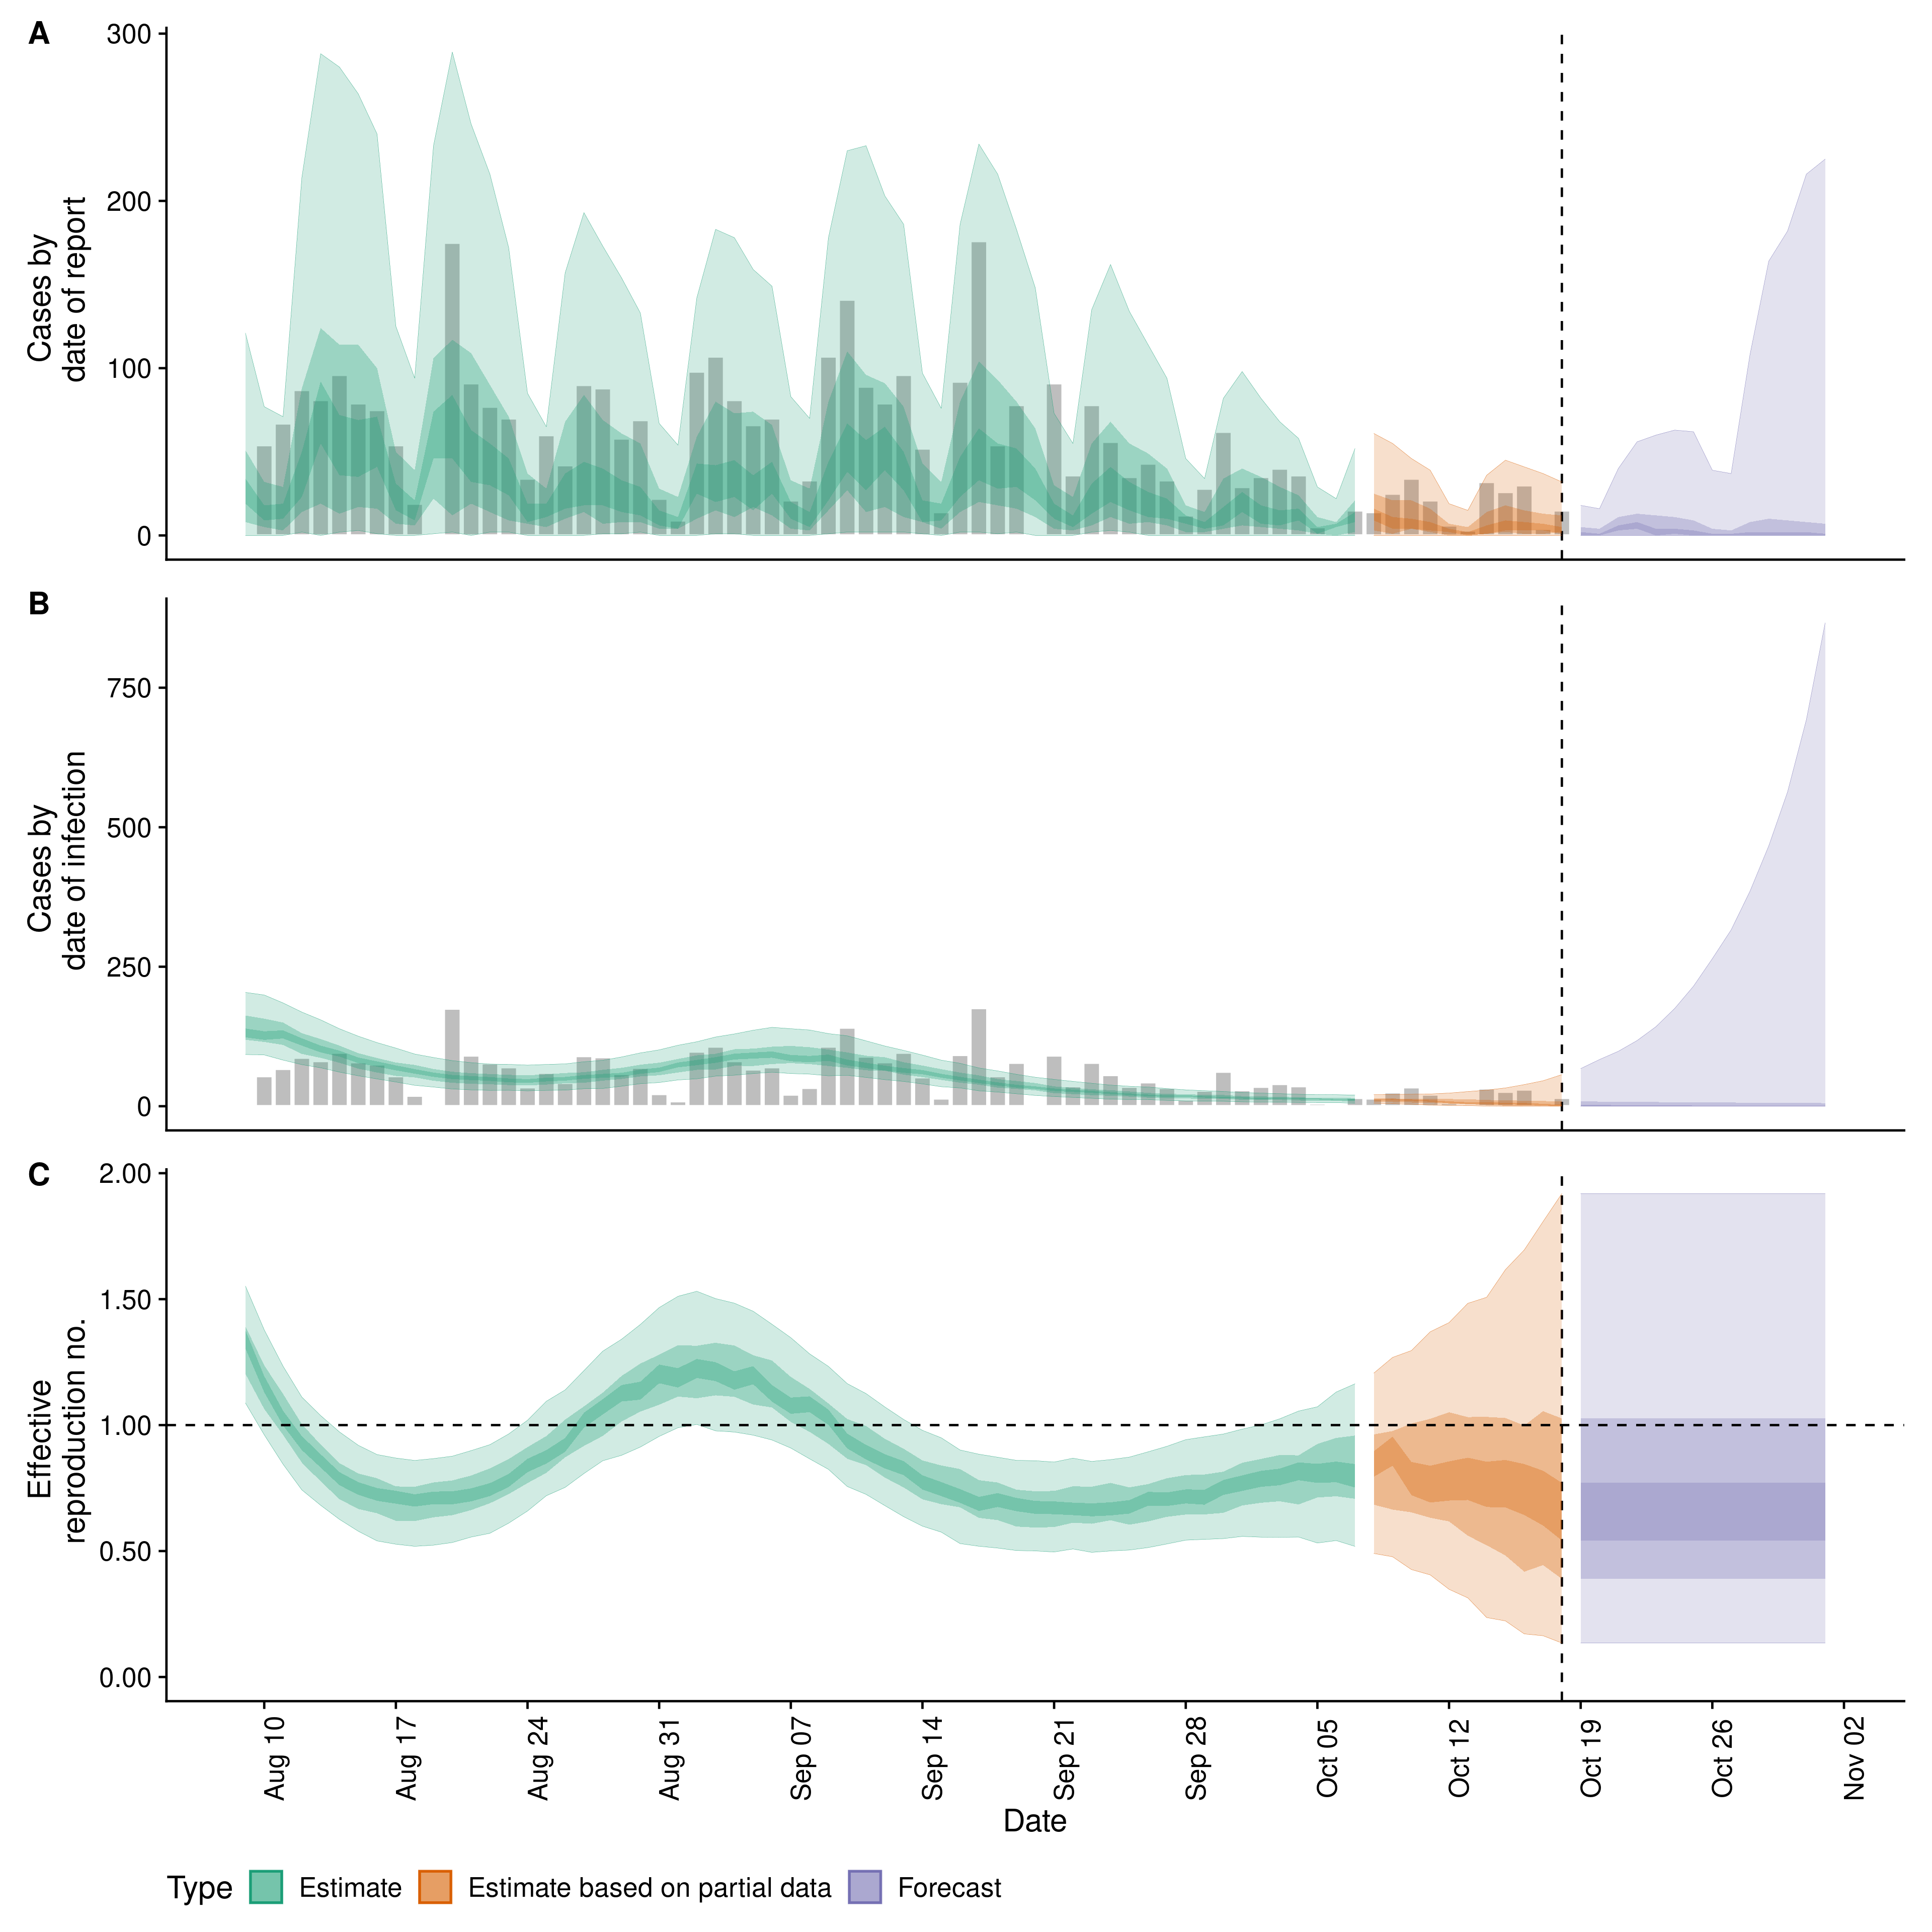 A
300
200
100
0
Cases by
date of report
B
750
500
250
0
Cases by
date of infection
C
2.00
1.50
1.00
0.50
0.00
Effective
reproduction no.
Aug 10
Aug 17
Aug 24
Aug 31
Sep 07
Sep 14
Sep 21
Sep 28
Oct 05
Oct 12
Oct 19
Oct 26
Nov 02
Date
Type Estimate Estimate based on partial data Forecast